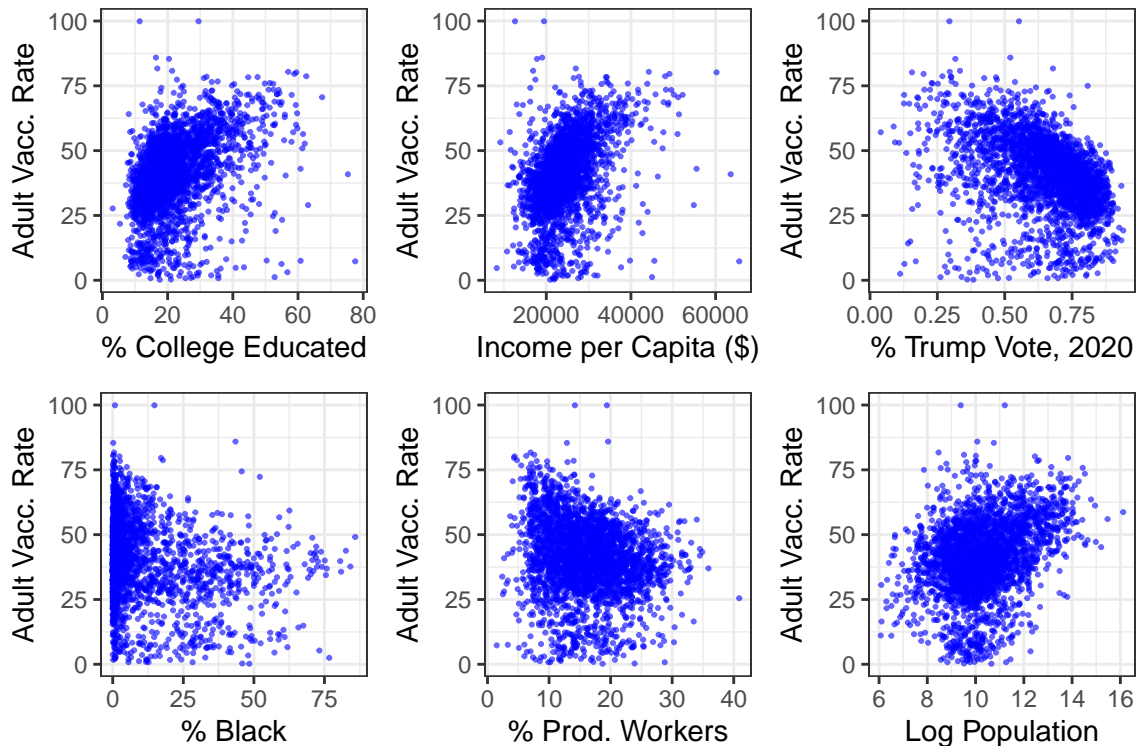 Adult Vacc. Rate
100
75
50
25
0
0 20 40 60 80
% College Educated
Adult Vacc. Rate
100
75
50
25
0
20000 40000 60000
Income per Capita ($)
Adult Vacc. Rate
100
75
50
25
0
0.00 0.25 0.50 0.75
% Trump Vote, 2020
Adult Vacc. Rate
100
75
50
25
0
0 25 50 75
% Black
Adult Vacc. Rate
100
75
50
25
0
0 10 20 30 40
% Prod. Workers
Adult Vacc. Rate
100
75
50
25
0
6 8 10 12 14 16
Log Population